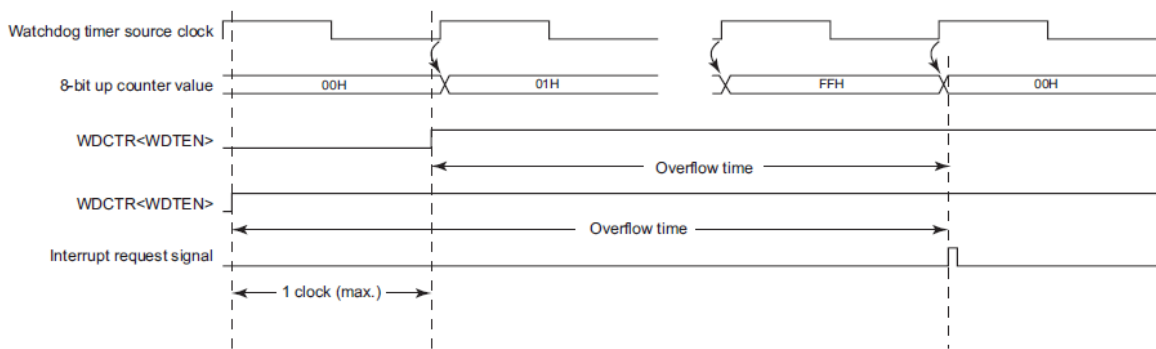 Watchdog timer source clock
8-bit up counter value
00H
01H
FFH
00H
WDCTR<WDTEN>
Overflow time
WDCTR<WDTEN>
Overflow time
Interrupt request signal
1 clock (max.)